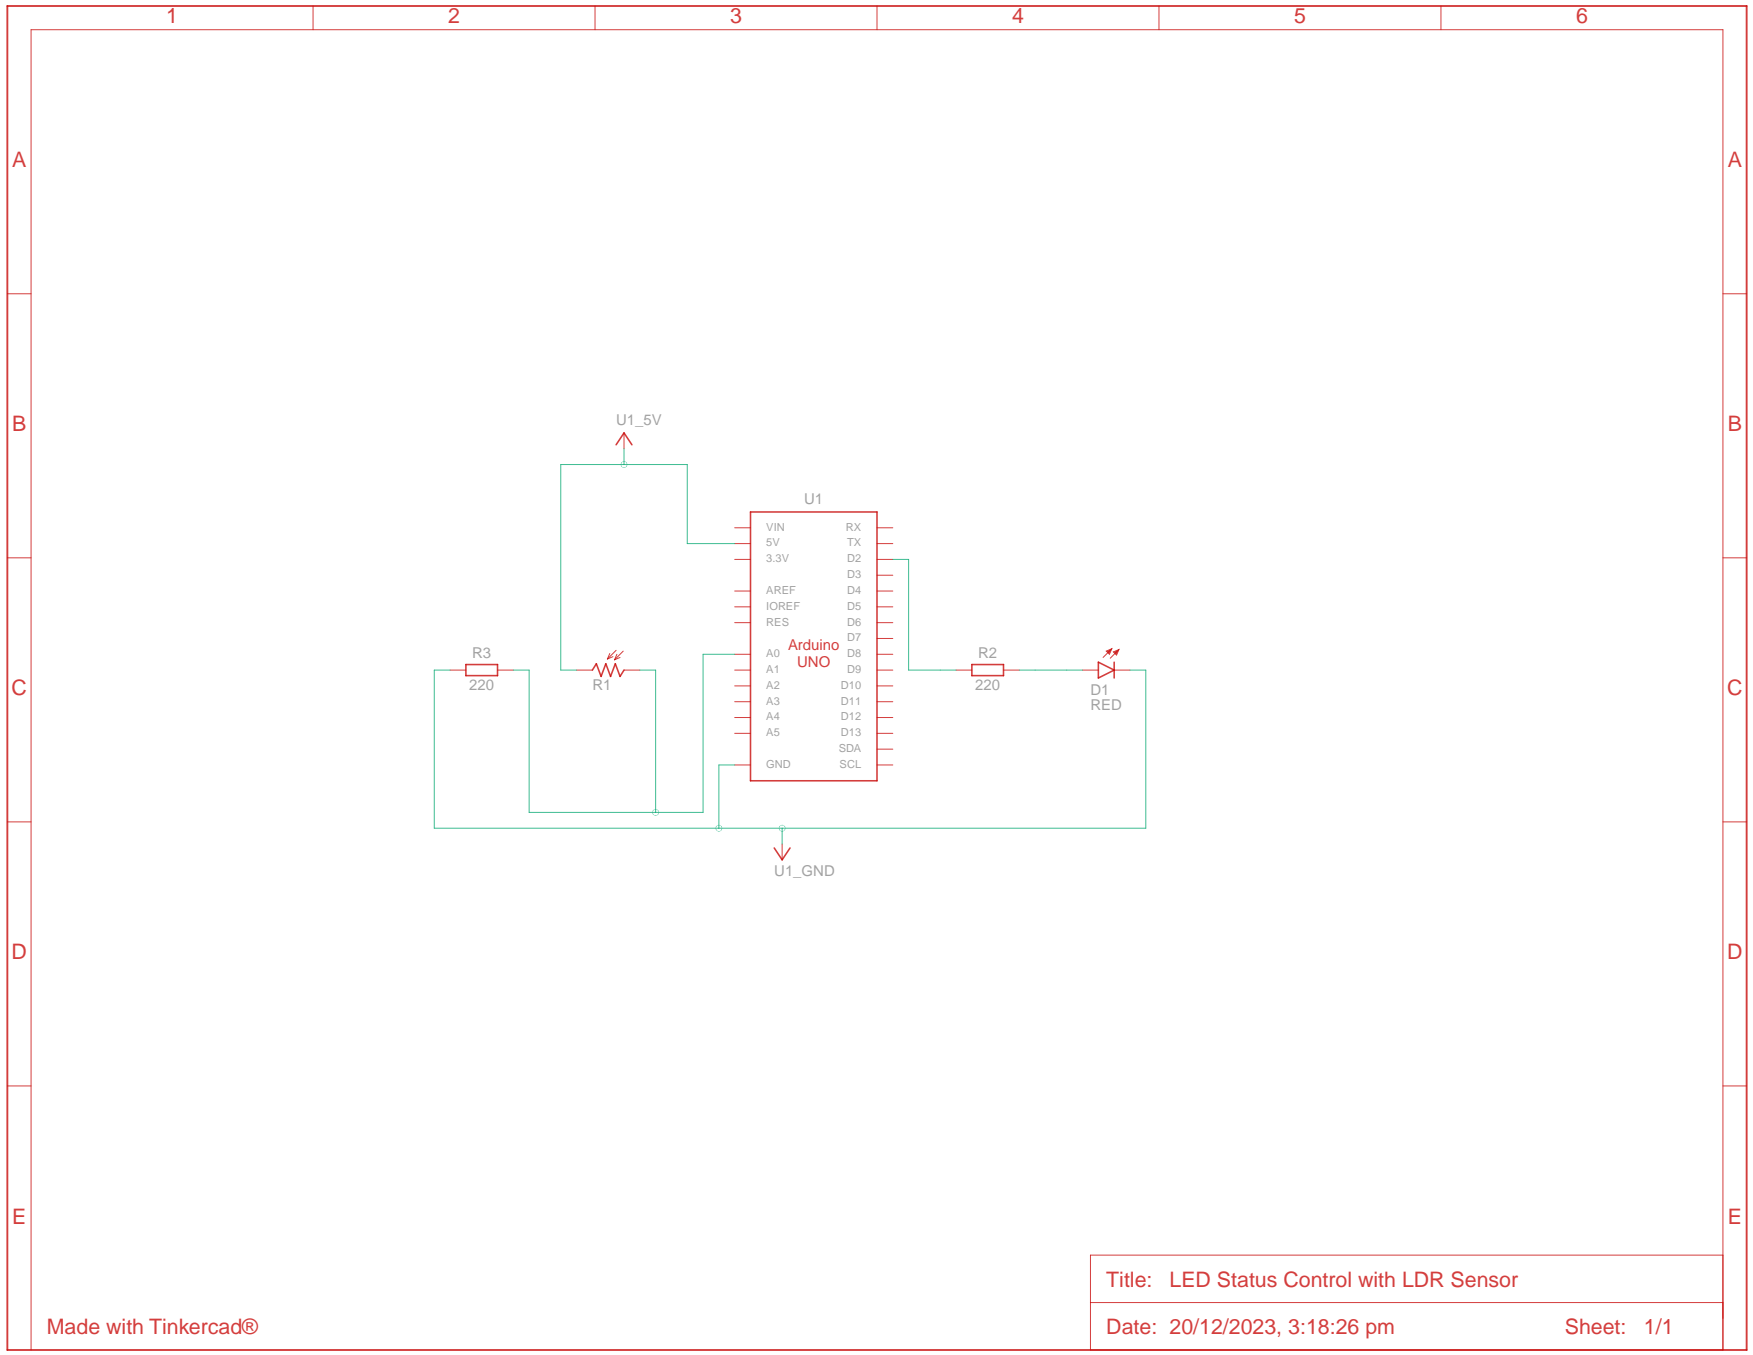 1 2 3 4 5 6
A A
B B
U1_5V
U1
VIN RX
5V TX
3.3V D2
D3
AREF D4
IOREF D5
RES D6
D7
Arduino
UNO
A0 D8
A1 D9
A2 D10
A3 D11
A4 D12
A5 D13
SDA
GND SCL
R3
220
R1
R2
220
D1
RED
C C
U1_GND
D D
E E
Title: LED Status Control with LDR Sensor
Made with Tinkercad®
Date: 20/12/2023, 3:18:26 pm Sheet: 1/1